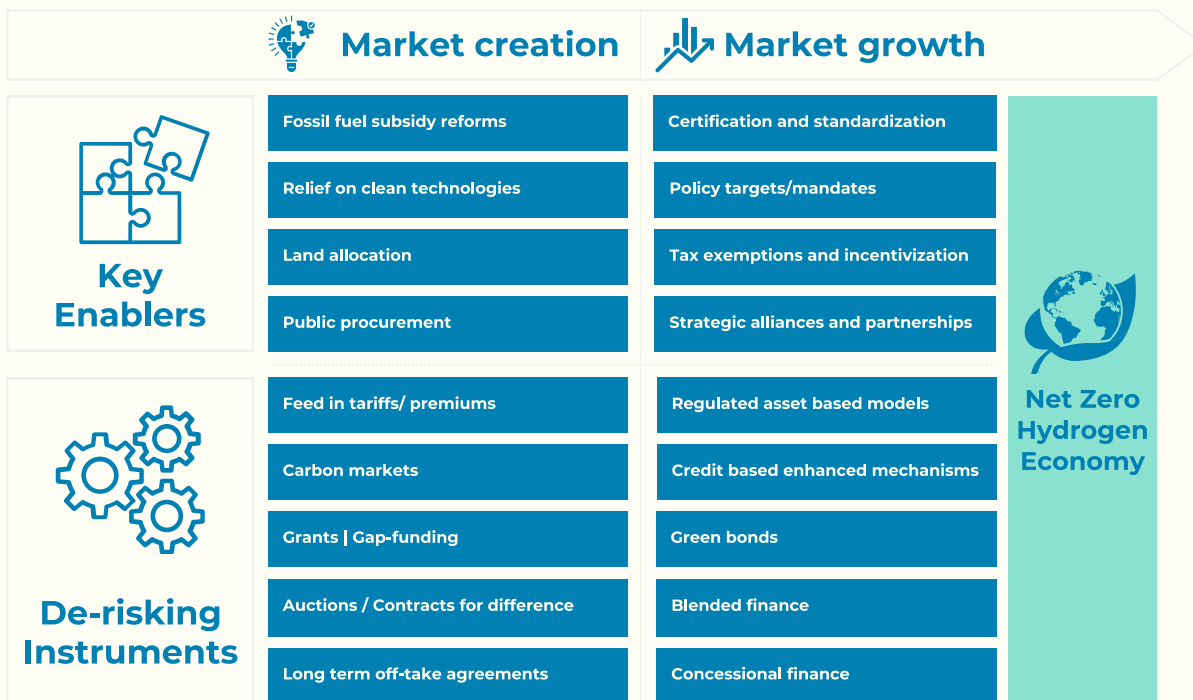 Market creation
Market growth
Key
Enablers
Fossil fuel subsidy reforms
Certification and standardization
Relief on clean technologies
Policy targets/mandates
Land allocation
Tax exemptions and incentivization
Public procurement
Strategic alliances and partnerships
De-risking
Instruments
Feed in tariffs/ premiums
Regulated asset based models
Carbon markets
Credit based enhanced mechanisms
Grants | Gap-funding
Green bonds
Auctions / Contracts for difference
Blended finance
Long term off-take agreements
Concessional finance
Net Zero
Hydrogen
Economy